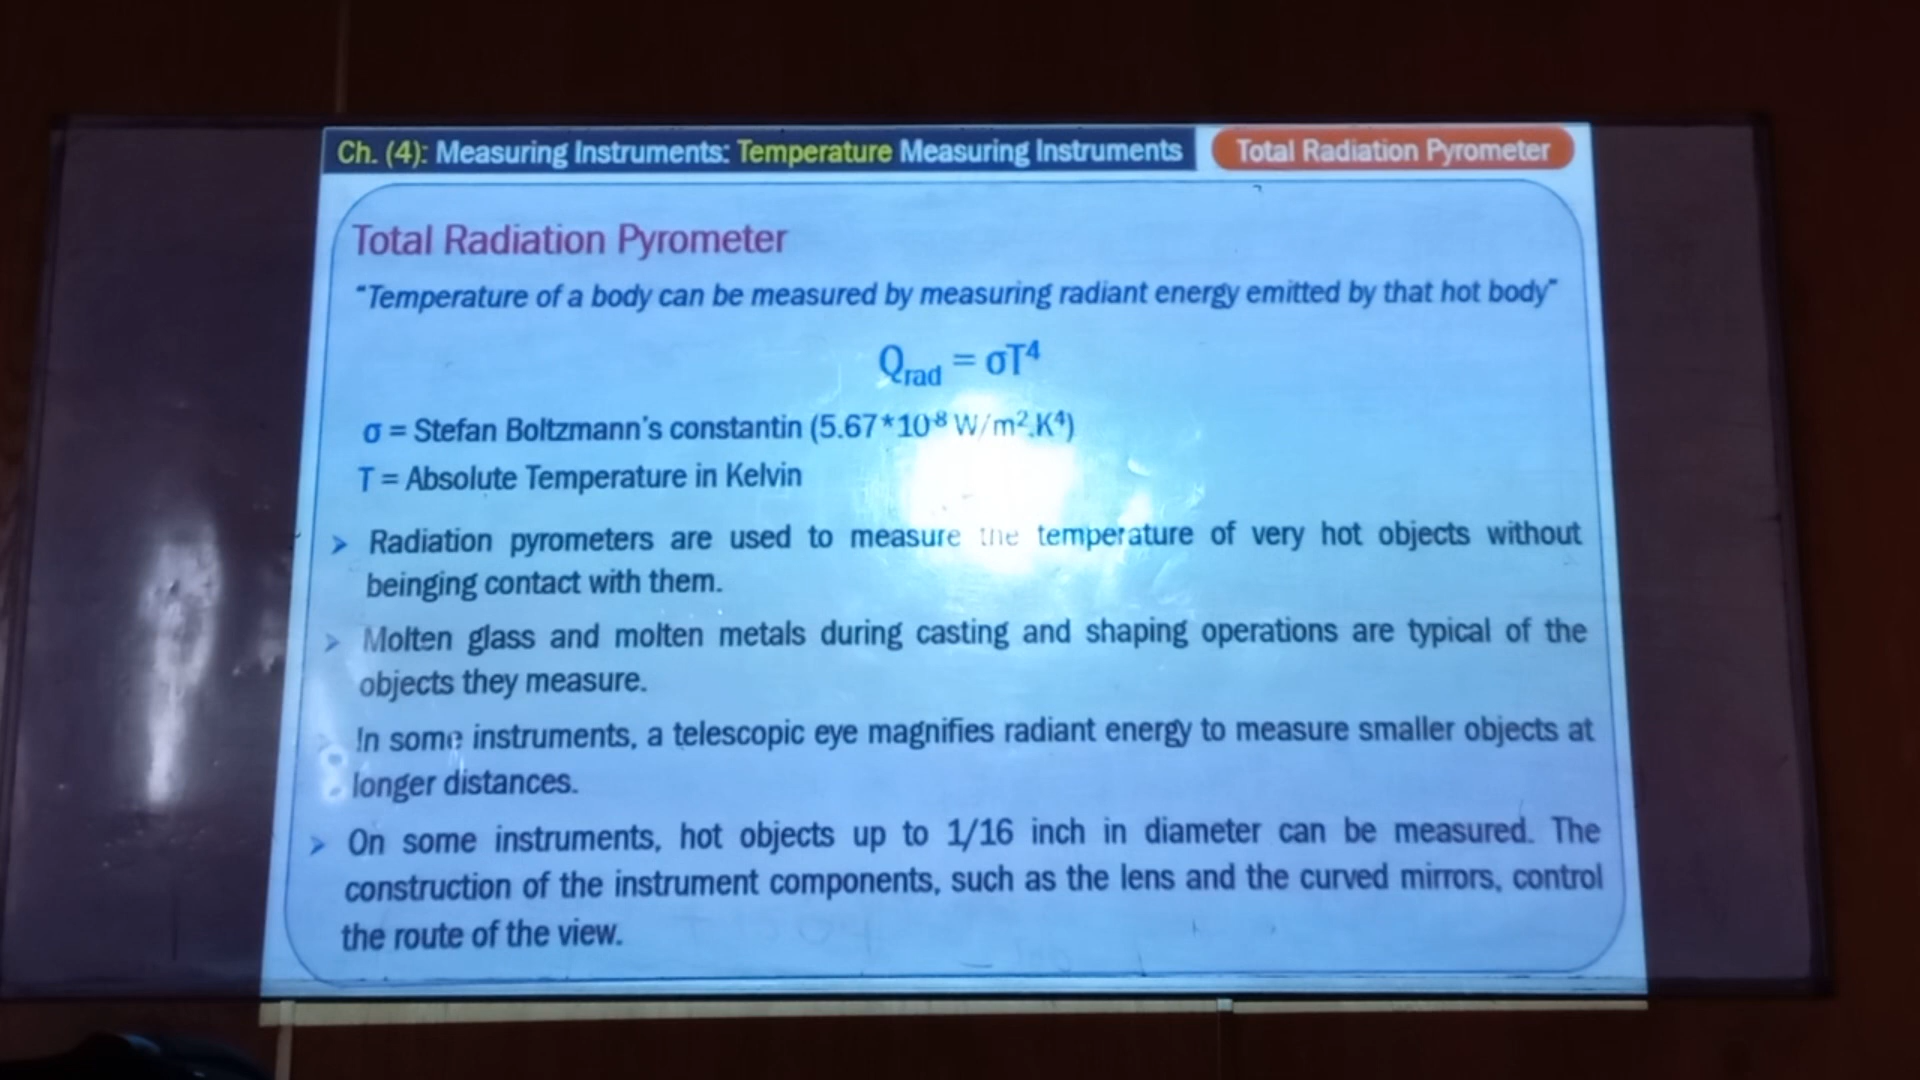 Ch. (4): Measuring Instruments: Temperature Measuring Instruments
Total Radiation Pyrometer
Total Radiation Pyrometer
"Temperature of a body can be measured by measuring radiant energy emitted by that hot body"
Qrad = σT⁴
σ = Stefan Boltzmann's constantin (5.67*10⁻⁸ W/m².K⁴)
T = Absolute Temperature in Kelvin
➢ Radiation pyrometers are used to measure the temperature of very hot objects without
beinging contact with them.
➢ Molten glass and molten metals during casting and shaping operations are typical of the
objects they measure.
In some instruments, a telescopic eye magnifies radiant energy to measure smaller objects at
longer distances.
➢ On some instruments, hot objects up to 1/16 inch in diameter can be measured. The
construction of the instrument components, such as the lens and the curved mirrors, control
the route of the view.